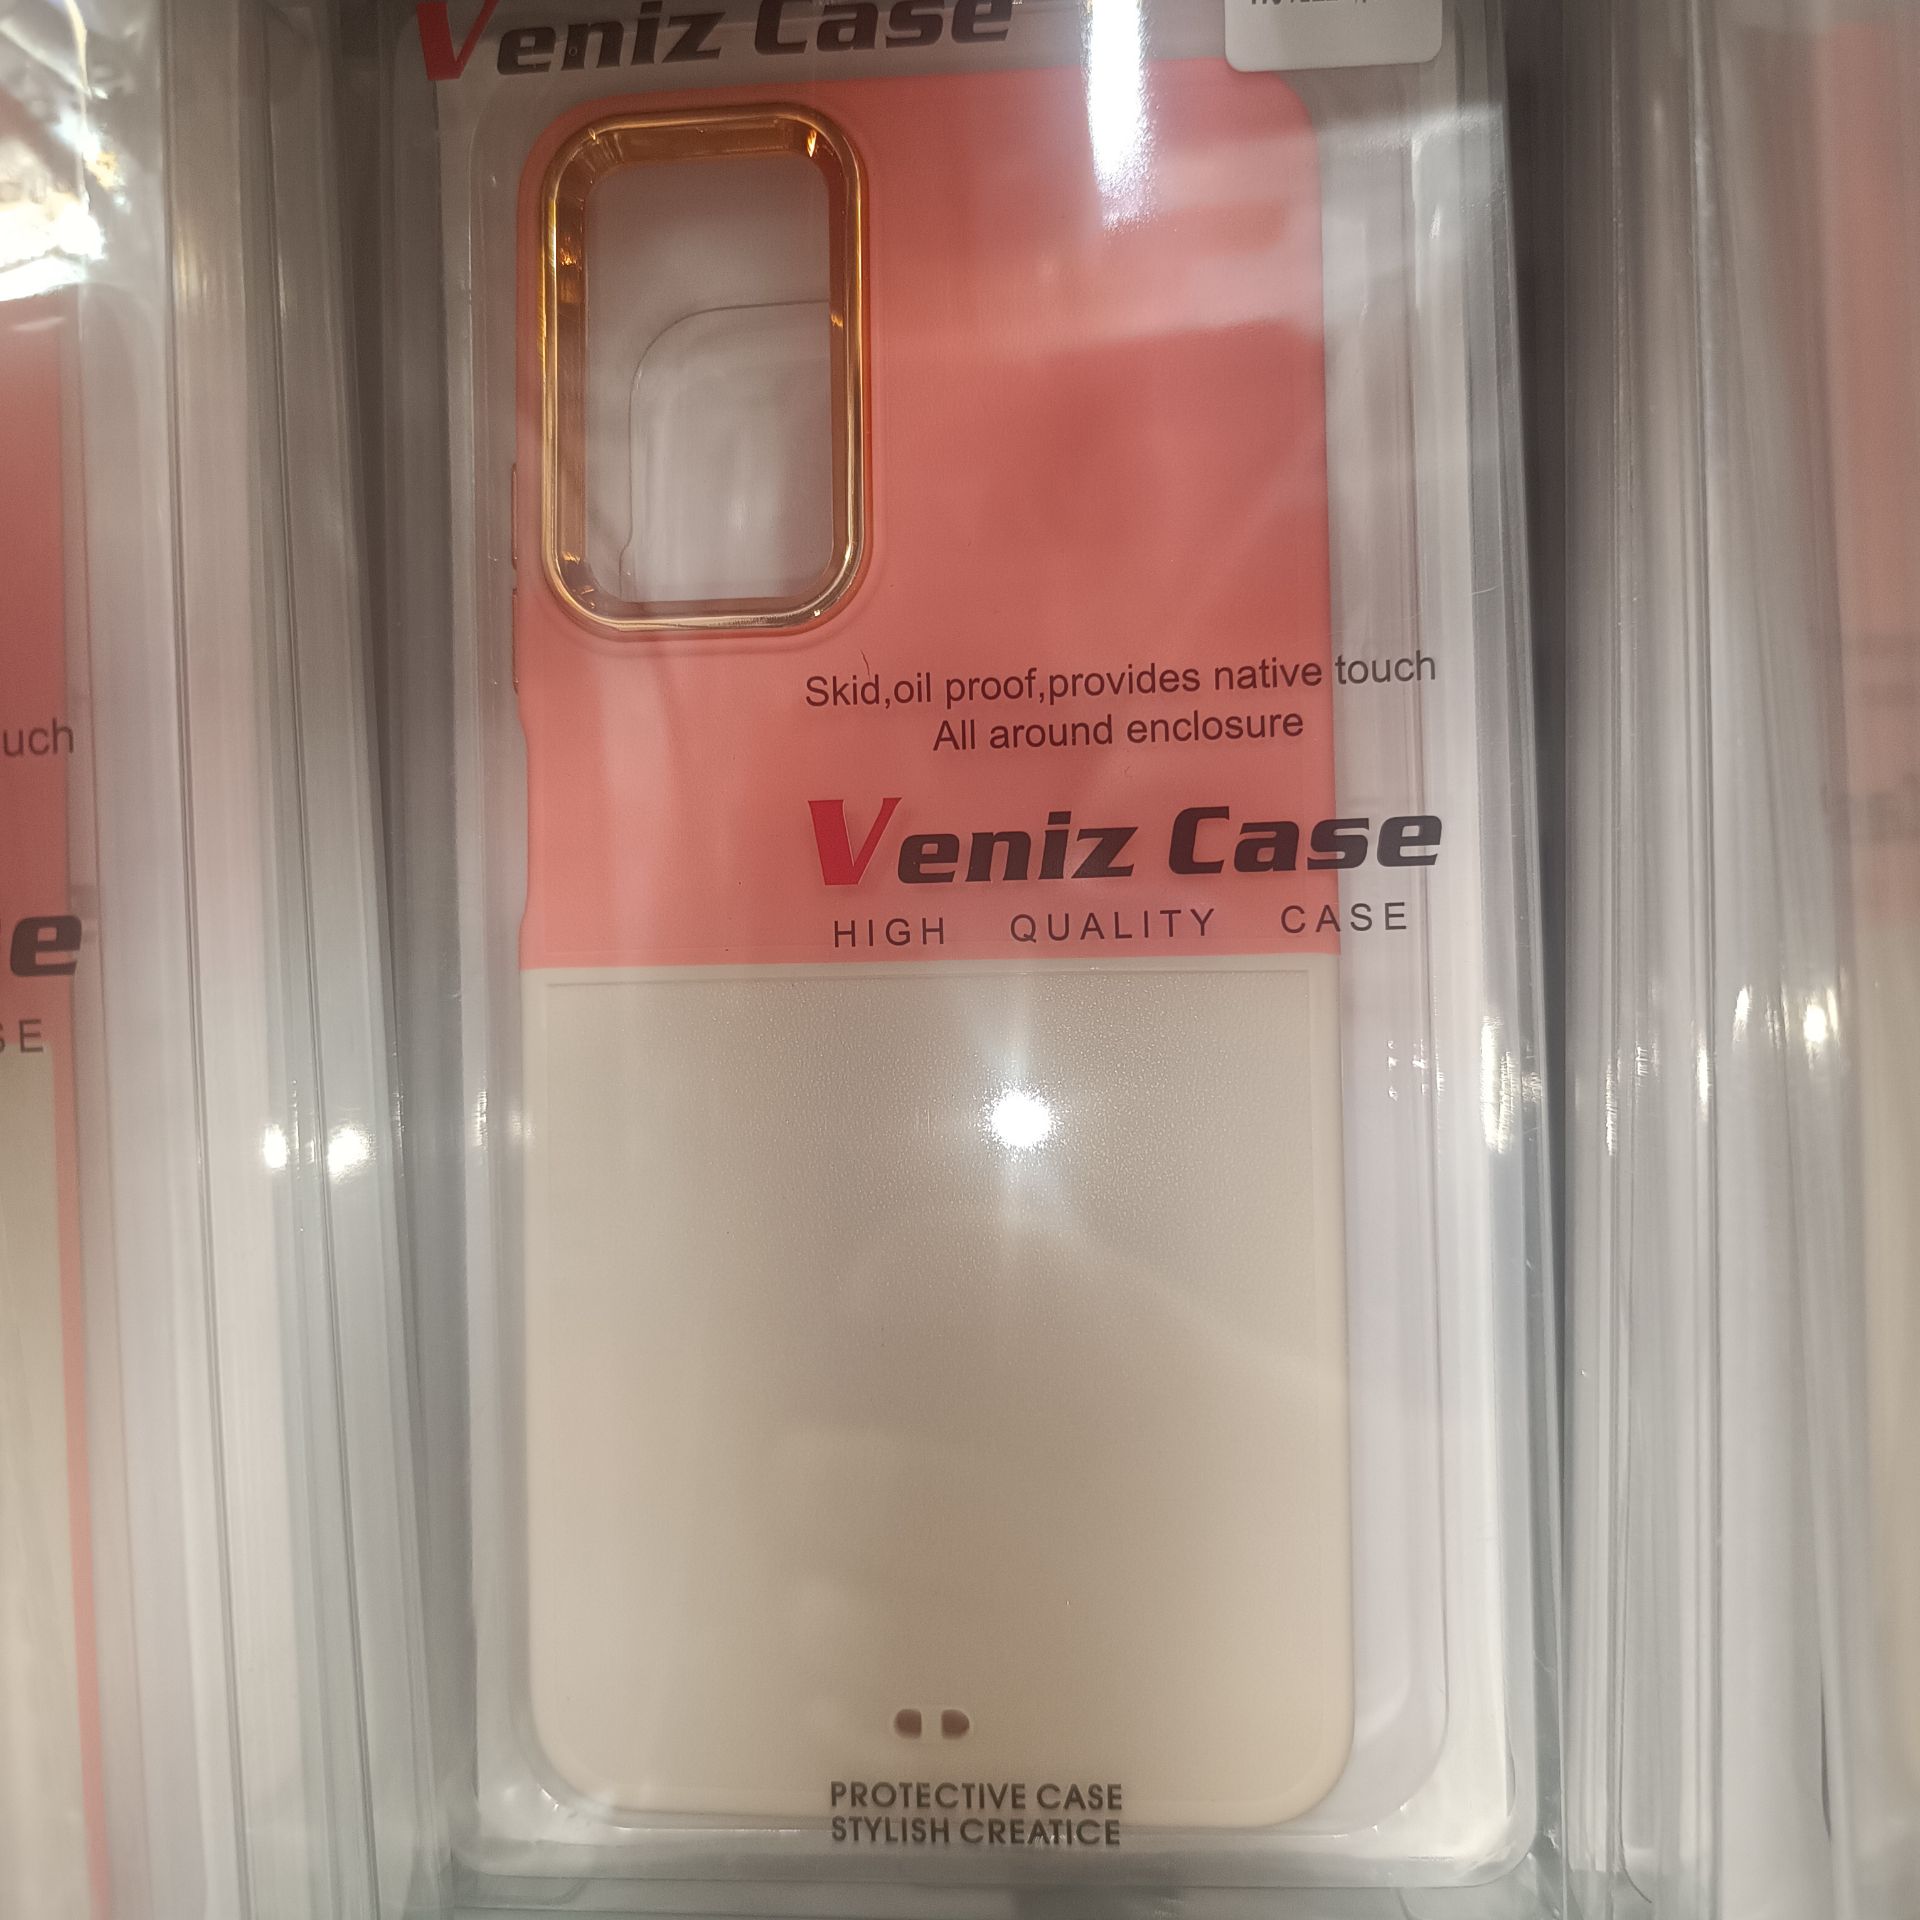 Veniz Case
Skid,oil proof,provides native touch
All around enclosure
Veniz Case
HIGH QUALITY CASE
PROTECTIVE CASE
STYLISH CREATICE
uch
e
SE